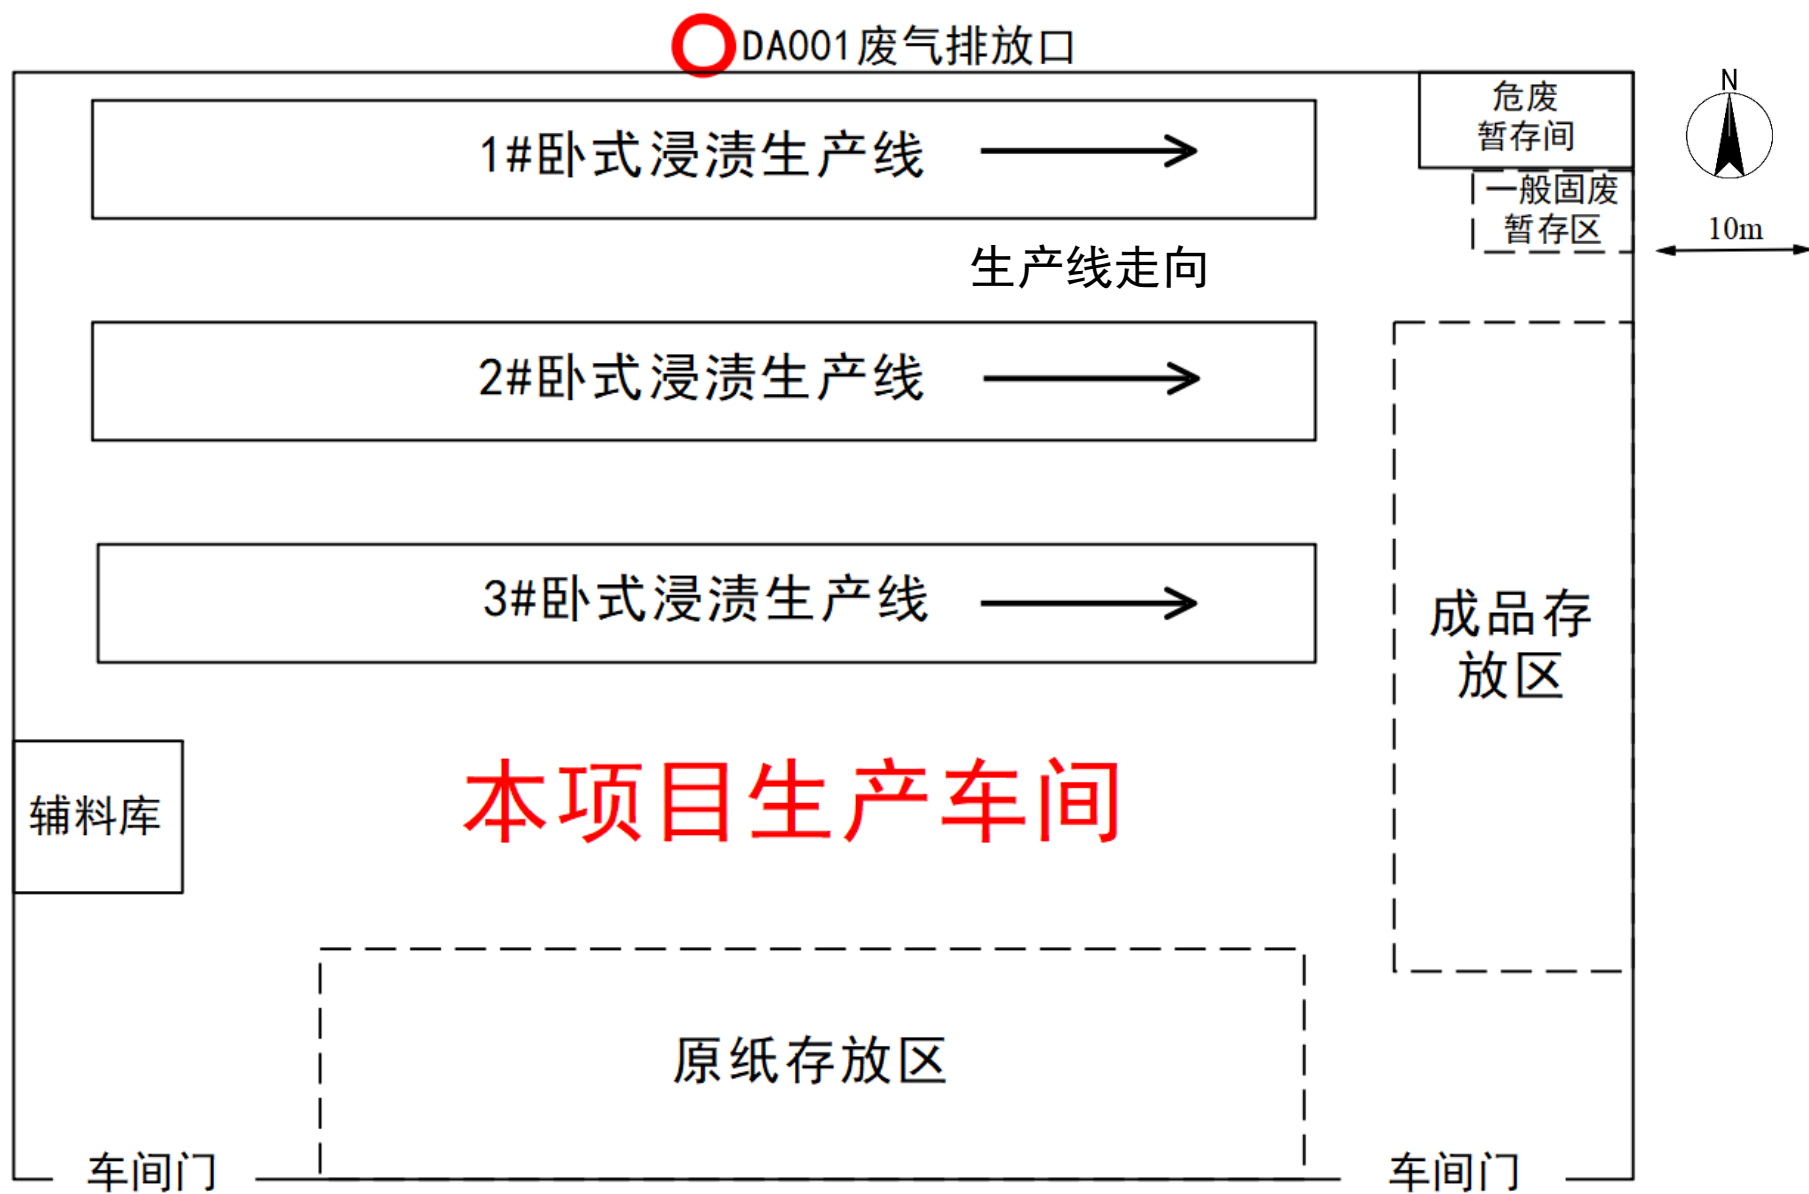 DA001废气排放口
N
危废
暂存间
1#卧式浸渍生产线
一般固废
暂存区
10m
生产线走向
2#卧式浸渍生产线
3#卧式浸渍生产线
成品存
放区
本项目生产车间
辅料库
原纸存放区
车间门
车间门